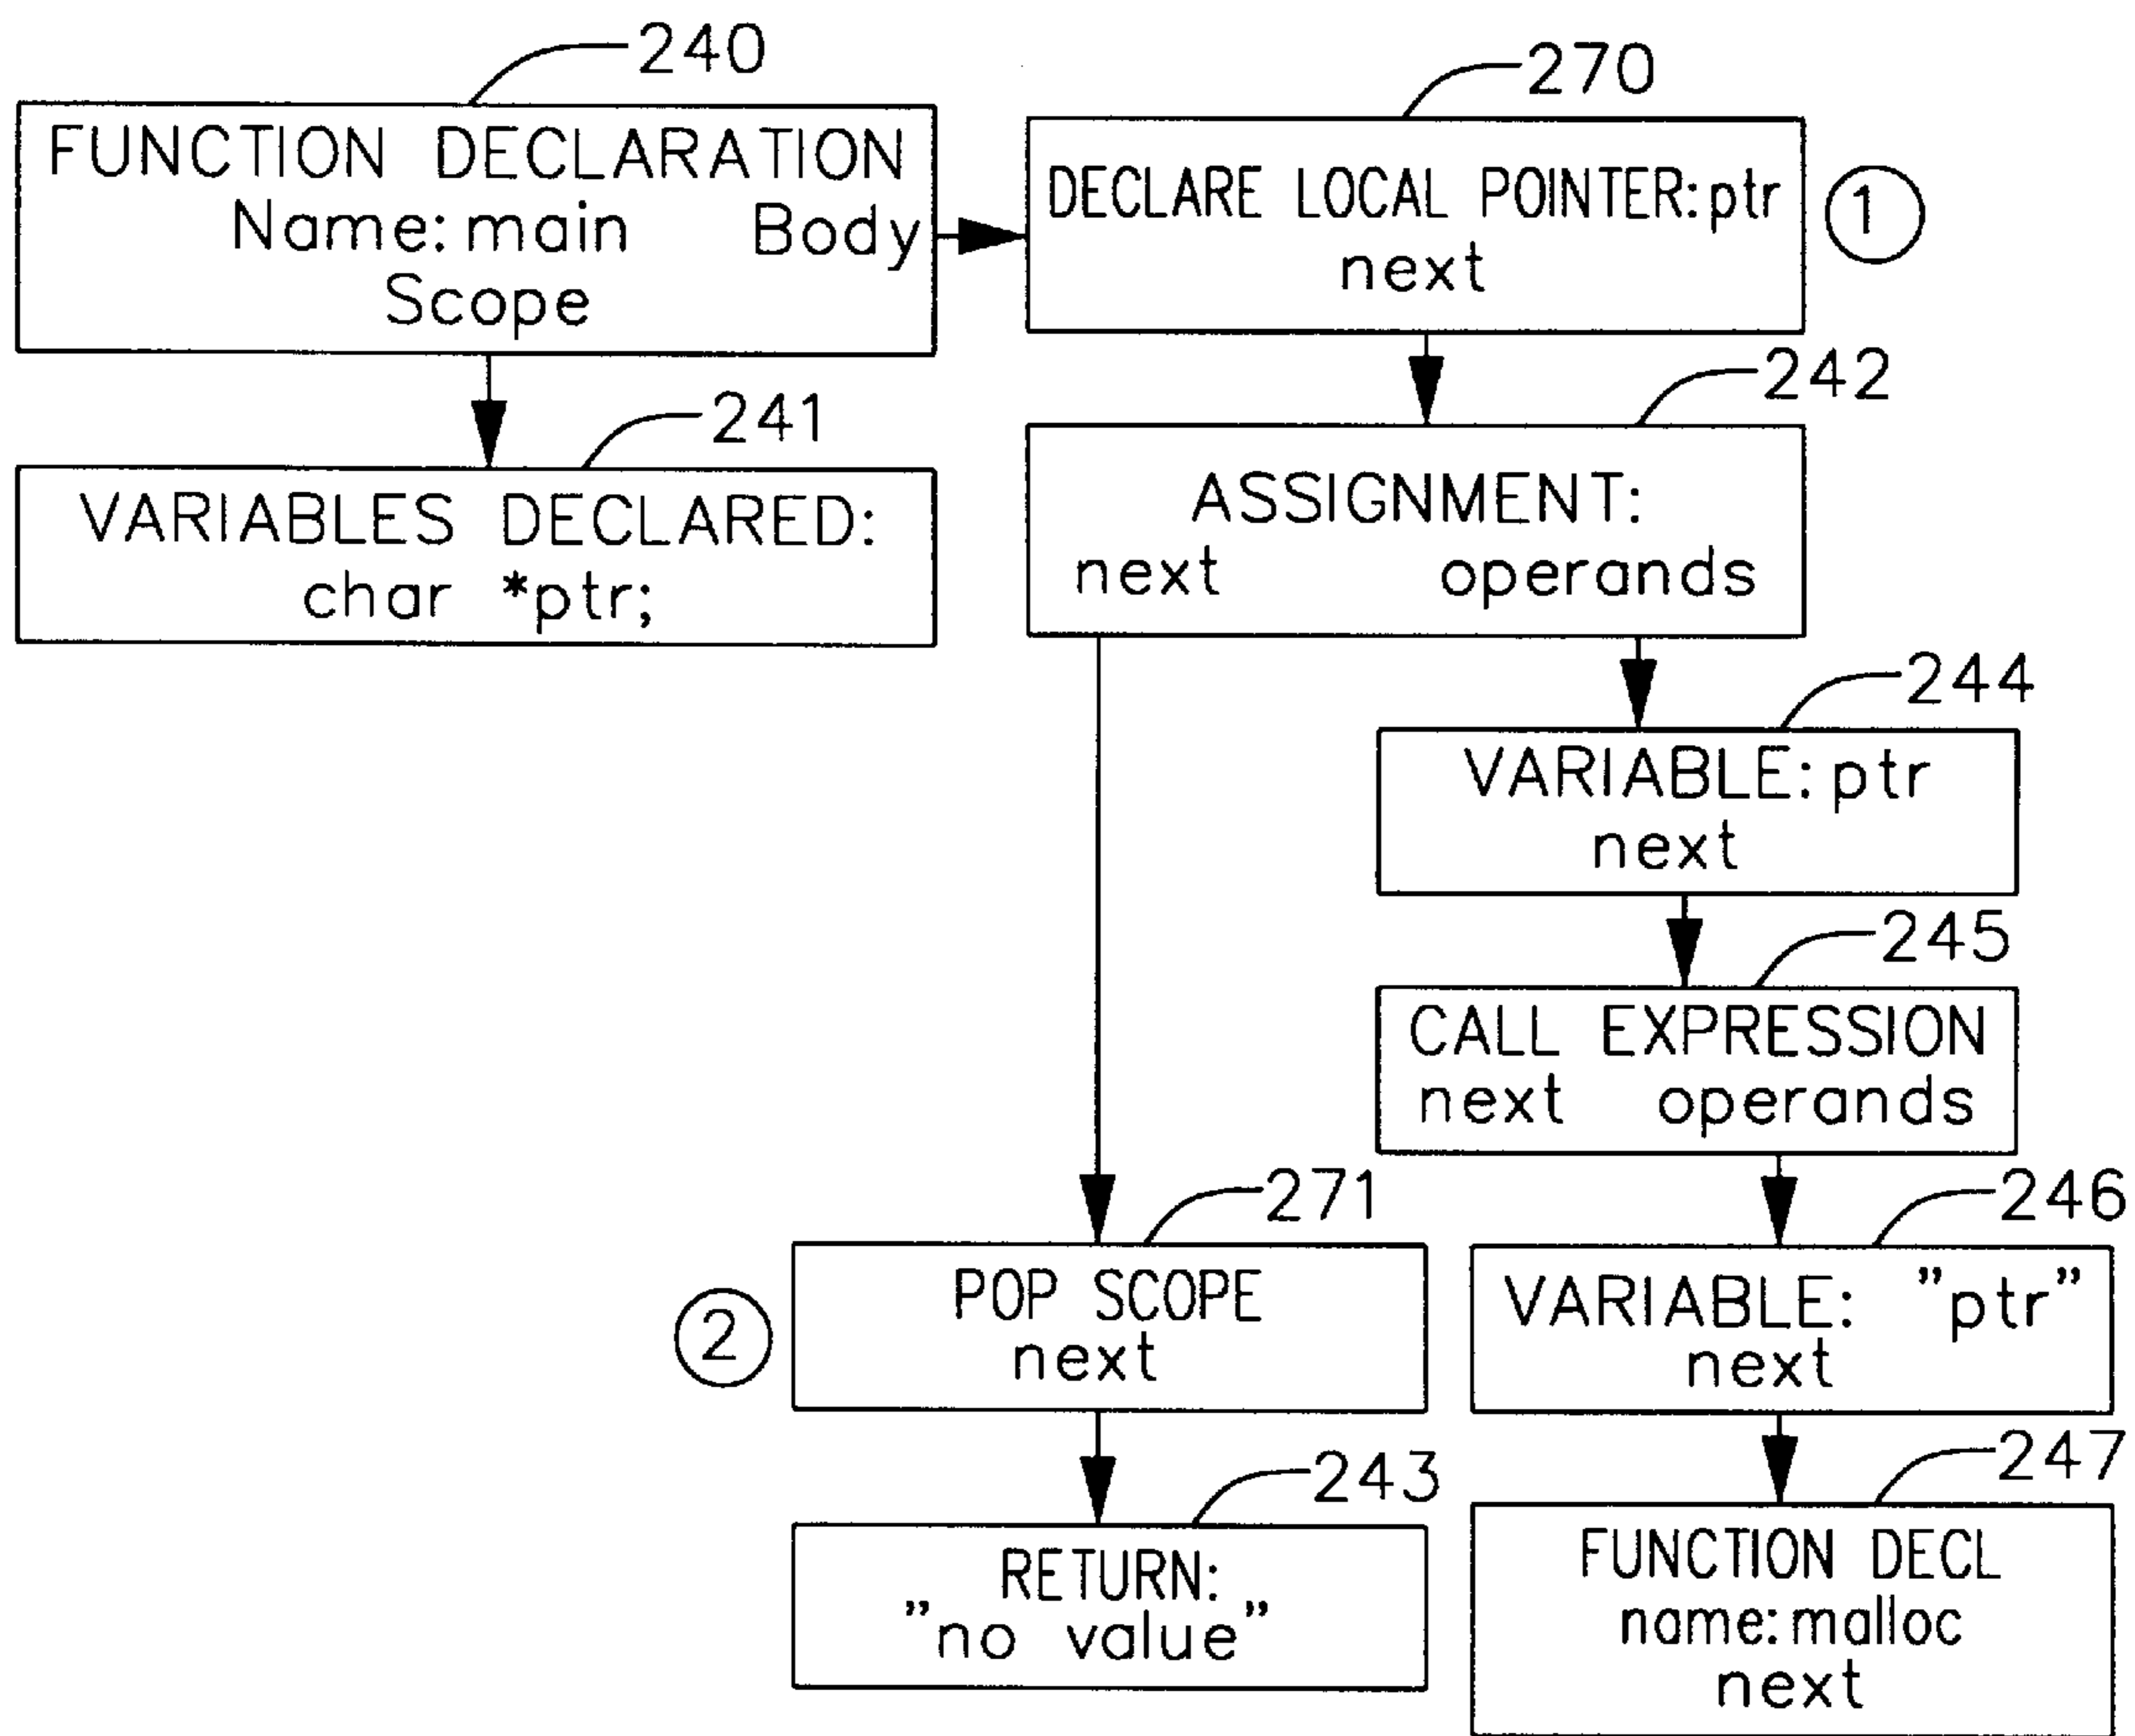 240
FUNCTION DECLARATION
Name: main Body
Scope
270
DECLARE LOCAL POINTER: ptr
next
1
241
VARIABLES DECLARED:
char *ptr;
242
ASSIGNMENT:
next operands
244
VARIABLE: ptr
next
245
CALL EXPRESSION
next operands
271
POP SCOPE
next
2
246
VARIABLE: "ptr"
next
243
RETURN:
"no value"
247
FUNCTION DECL
name: malloc
next